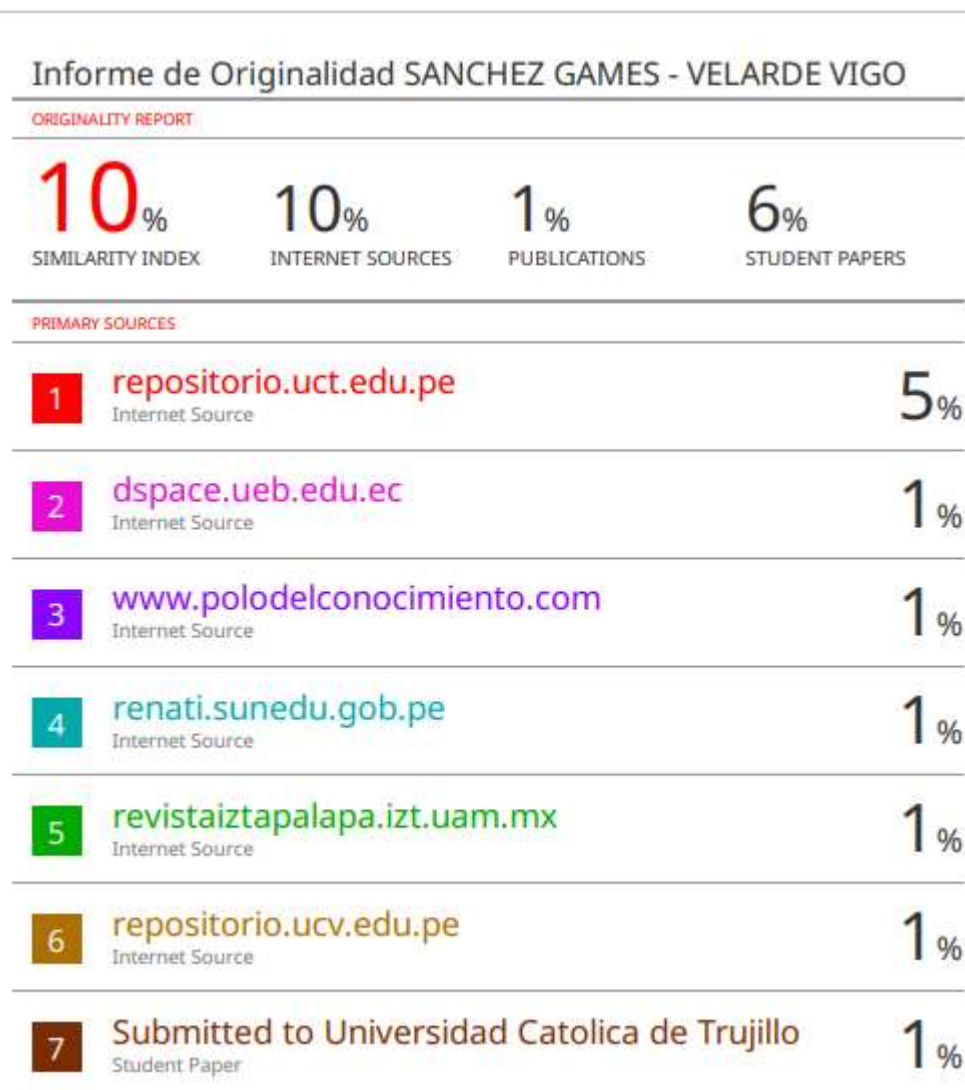 Informe de Originalidad SANCHEZ GAMES - VELARDE VIGO
ORIGINALITY REPORT
10% 10% 1% 6%
SIMILARITY INDEX INTERNET SOURCES PUBLICATIONS STUDENT PAPERS
PRIMARY SOURCES
1 repositorio.uct.edu.pe 5%
Internet Source
2 dspace.ueb.edu.ec 1%
Internet Source
3 www.polodelconocimiento.com 1%
Internet Source
4 renati.sunedu.gob.pe 1%
Internet Source
5 revistaiztapalapa.izt.uam.mx 1%
Internet Source
6 repositorio.ucv.edu.pe 1%
Internet Source
7 Submitted to Universidad Catolica de Trujillo 1%
Student Paper